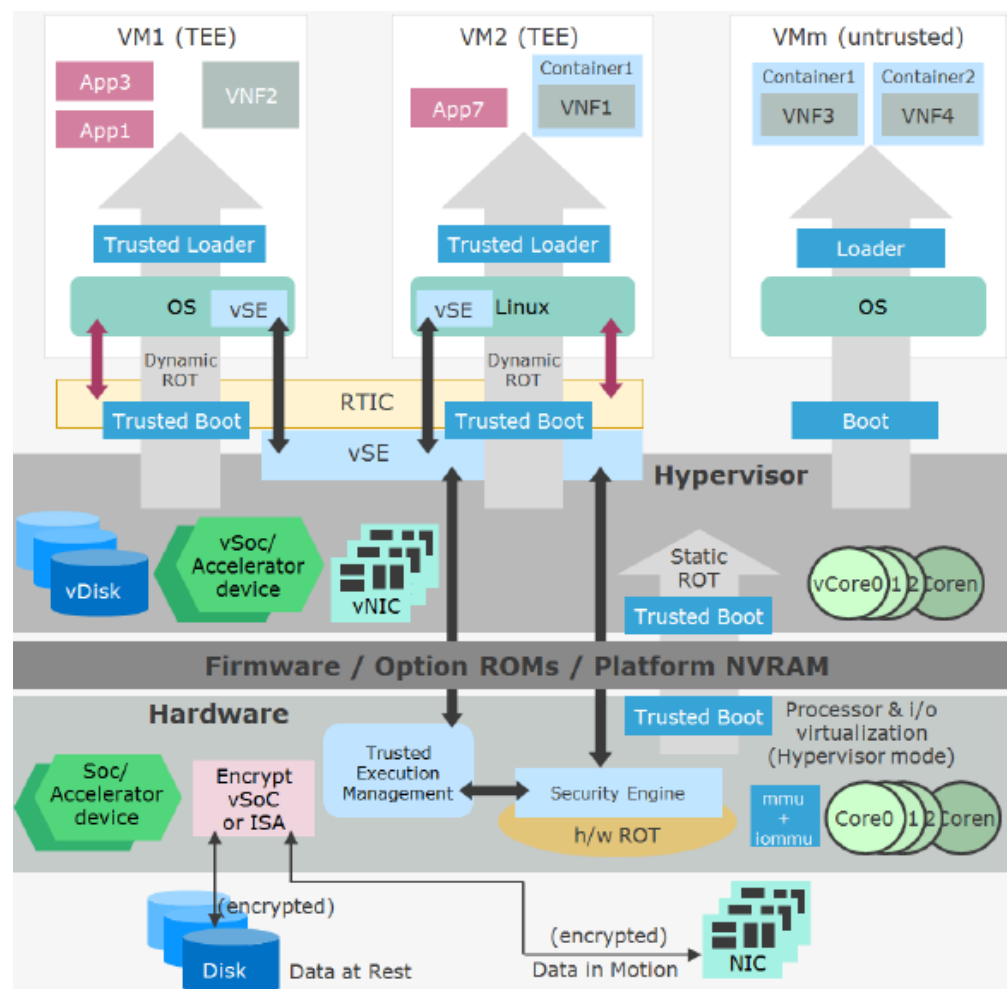 VM1 (TEE)
App3
App1
VNF2
Trusted Loader
OS
vSE
Dynamic
ROT
Trusted Boot
VM2 (TEE)
App7
Container1
VNF1
Trusted Loader
vSE
Linux
Dynamic
ROT
Trusted Boot
VMm (untrusted)
Container1
VNF3
Container2
VNF4
Loader
OS
Boot
RTIC
vSE
Hypervisor
vDisk
vSoc/
Accelerator
device
vNIC
Static
ROT
Trusted Boot
vCore0
1
2
Coren
Firmware / Option ROMs / Platform NVRAM
Hardware
Soc/
Accelerator
device
Encrypt
vSoC
or ISA
Trusted
Execution
Management
Security Engine
h/w ROT
Trusted Boot
Processor & i/o
virtualization
(Hypervisor mode)
mmu
+
iommu
Core0
1
2
Coren
(encrypted)
Disk
Data at Rest
(encrypted)
Data in Motion
NIC